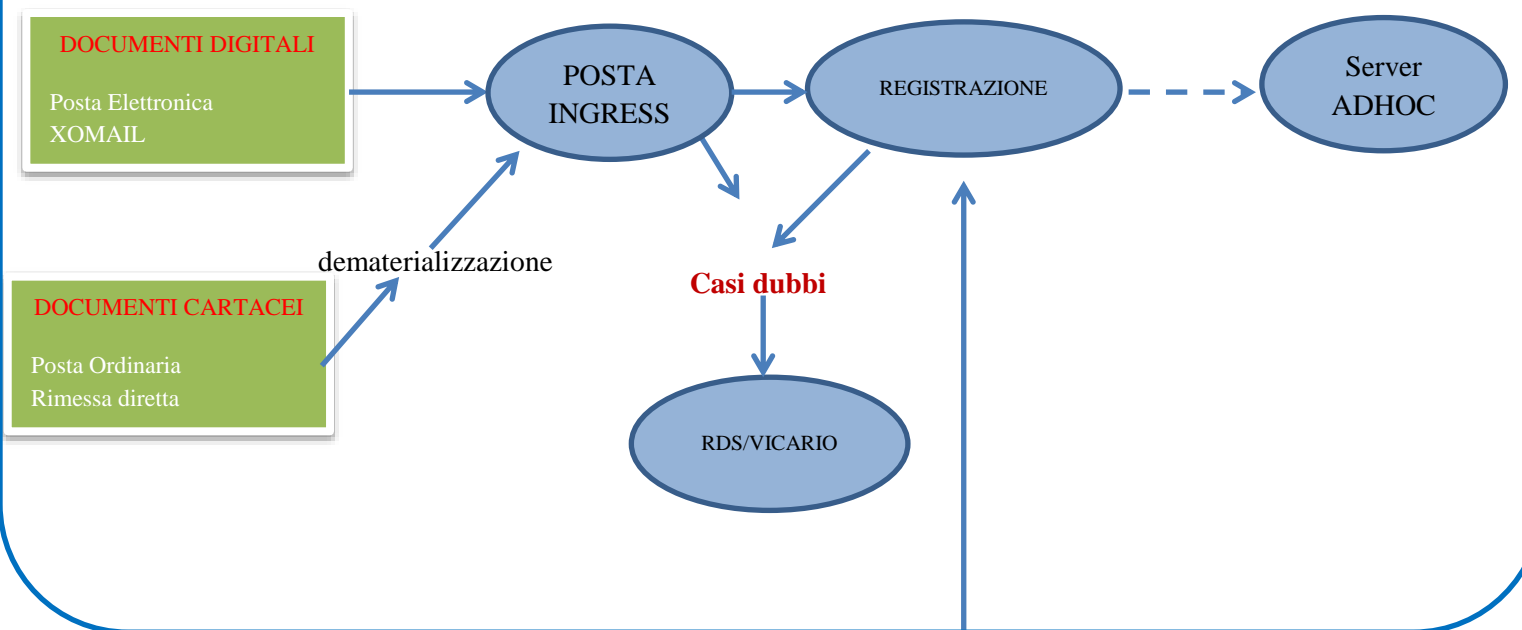 DOCUMENTI DIGITALI
Posta Elettronica
XOMAIL
POSTA
INGRESS
REGISTRAZIONE
Server
ADHOC
dematerializzazione
Casi dubbi
DOCUMENTI CARTACEI
Posta Ordinaria
Rimessa diretta
RDS/VICARIO